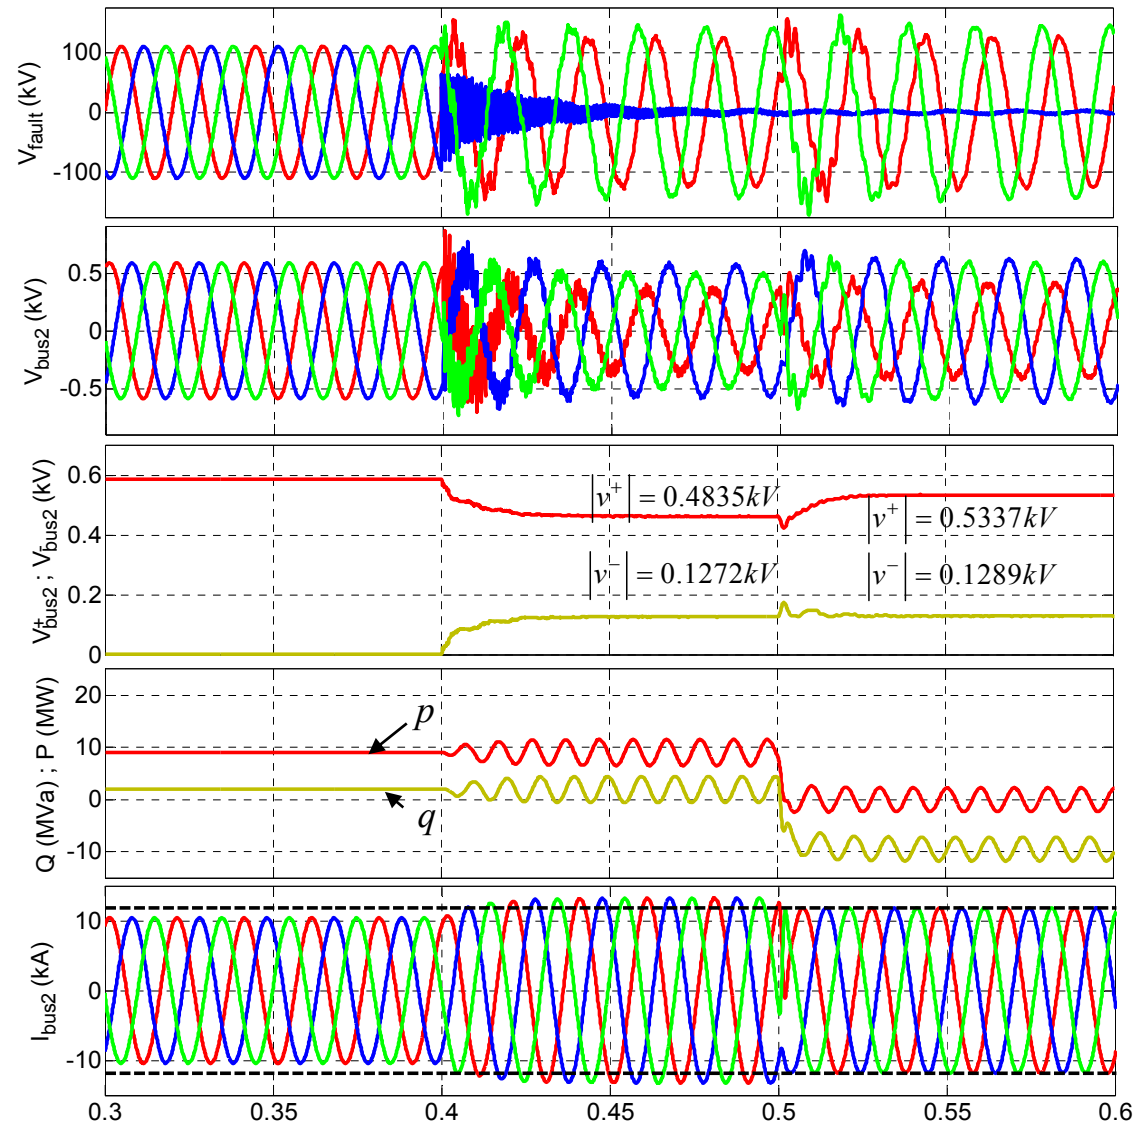 V_fault (kV)
100
0
-100
V_bus2 (kV)
0.5
0
-0.5
V^+_bus2 ; V^-_bus2 (kV)
0.6
0.4
0.2
0
|v^+| = 0.4835kV
|v^+| = 0.5337kV
|v^-| = 0.1272kV
|v^-| = 0.1289kV
Q (MVa) ; P (MW)
20
10
0
-10
p
q
I_bus2 (kA)
10
0
-10
0.3 0.35 0.4 0.45 0.5 0.55 0.6